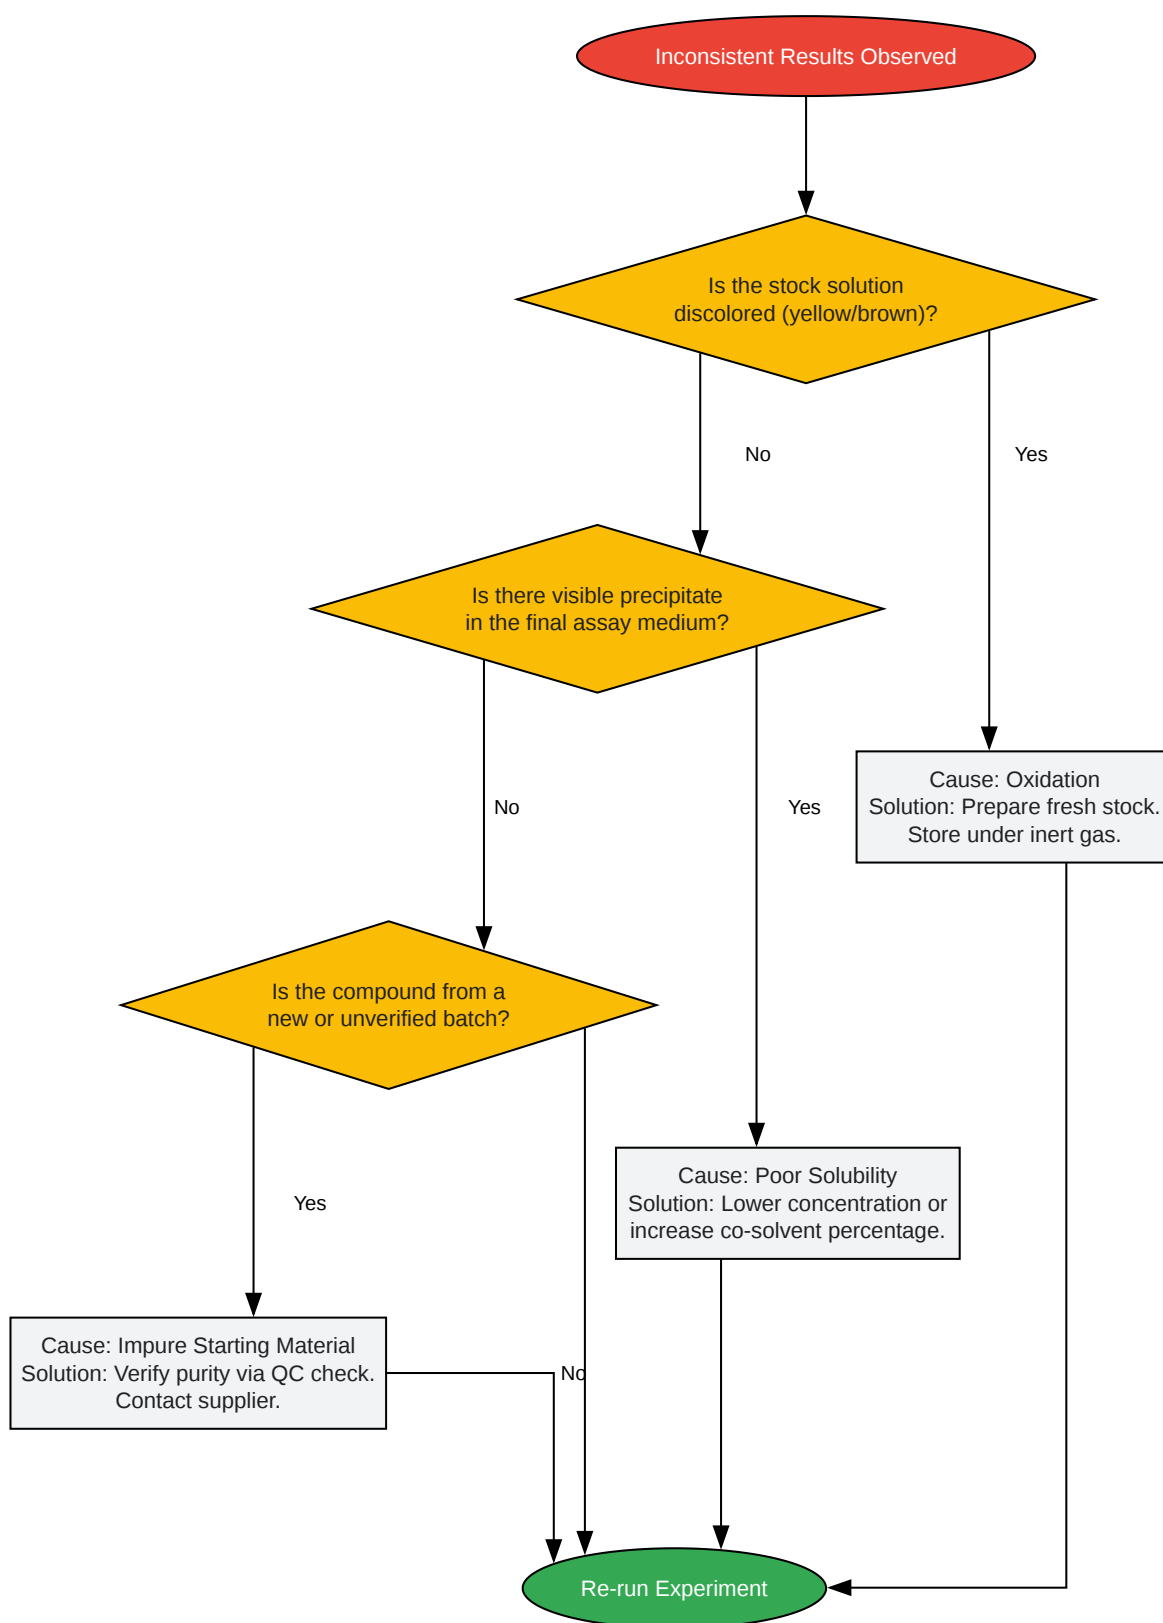 Inconsistent Results Observed
Is the stock solution
discolored (yellow/brown)?
No
Yes
Is there visible precipitate
in the final assay medium?
Cause: Oxidation
Solution: Prepare fresh stock.
Store under inert gas.
No
Yes
Is the compound from a
new or unverified batch?
Cause: Poor Solubility
Solution: Lower concentration or
increase co-solvent percentage.
Yes
Cause: Impure Starting Material
Solution: Verify purity via QC check.
Contact supplier.
No
Re-run Experiment